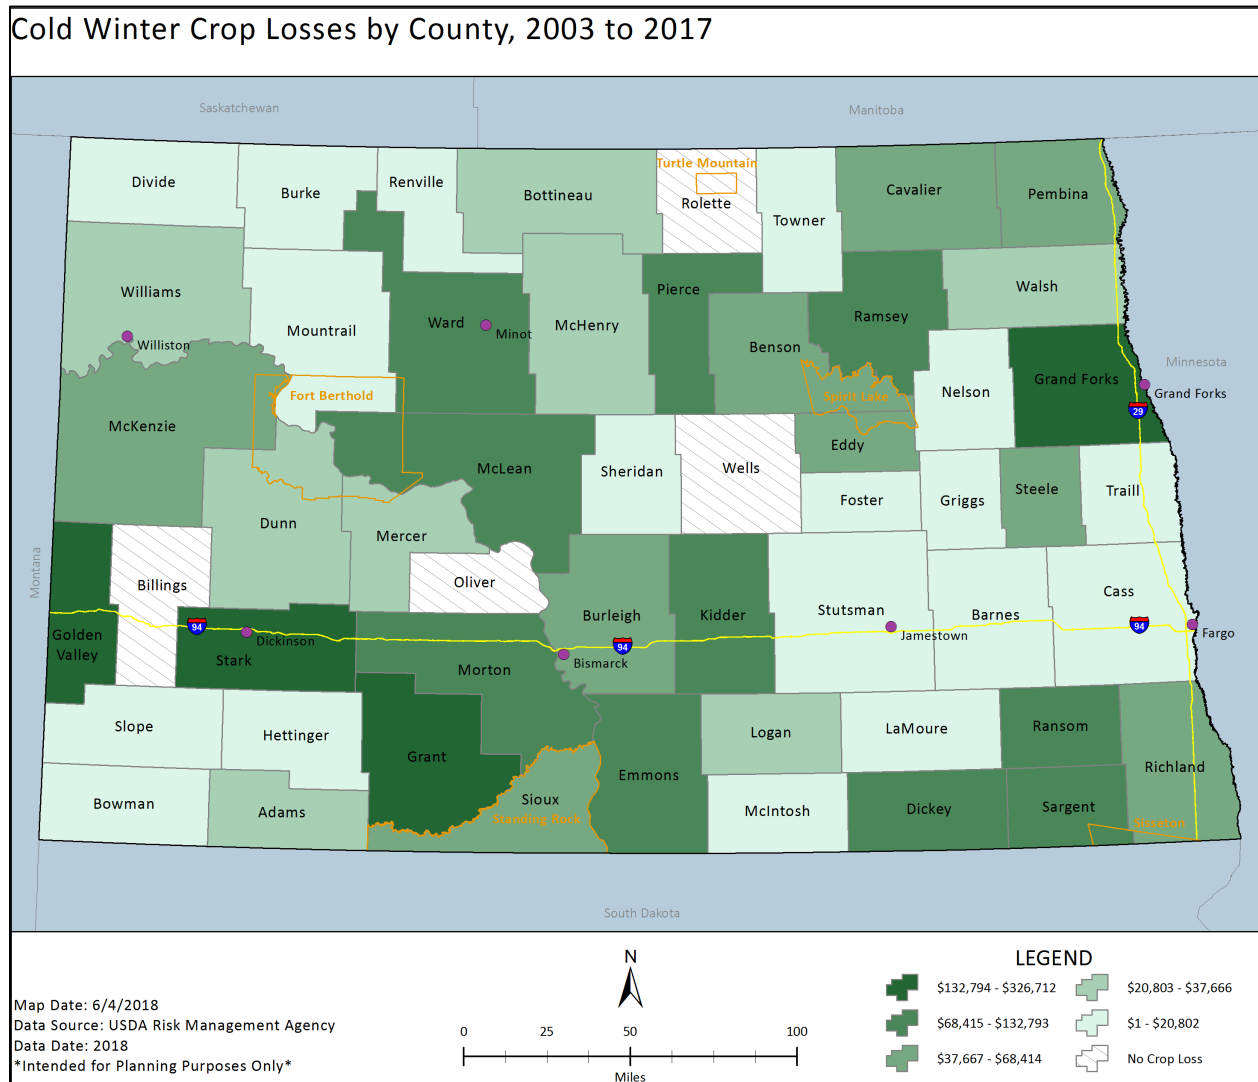 Cold Winter Crop Losses by County, 2003 to 2017
Saskatchewan
Manitoba
Turtle Mountain
Divide
Burke
Renville
Bottineau
Rolette
Towner
Cavalier
Pembina
Williams
Williston
Mountrail
Ward
Minot
McHenry
Pierce
Benson
Ramsey
Walsh
Minnesota
Nelson
Grand Forks
Grand Forks
29
Fort Berthold
Spirit Lake
McKenzie
McLean
Sheridan
Wells
Eddy
Foster
Griggs
Steele
Traill
Dunn
Mercer
Montana
Billings
Oliver
Burleigh
Kidder
Stutsman
Barnes
Cass
Golden
Valley
94
Stark
Dickinson
Morton
94
Bismarck
Jamestown
94
Fargo
Slope
Hettinger
Grant
Emmons
Logan
LaMoure
Ransom
Richland
Bowman
Adams
Sioux
Standing Rock
McIntosh
Dickey
Sargent
Sisseton
South Dakota
N
LEGEND
$132,794 - $326,712
$20,803 - $37,666
$68,415 - $132,793
$1 - $20,802
$37,667 - $68,414
No Crop Loss
Map Date: 6/4/2018
Data Source: USDA Risk Management Agency
Data Date: 2018
*Intended for Planning Purposes Only*
0 25 50 100
Miles